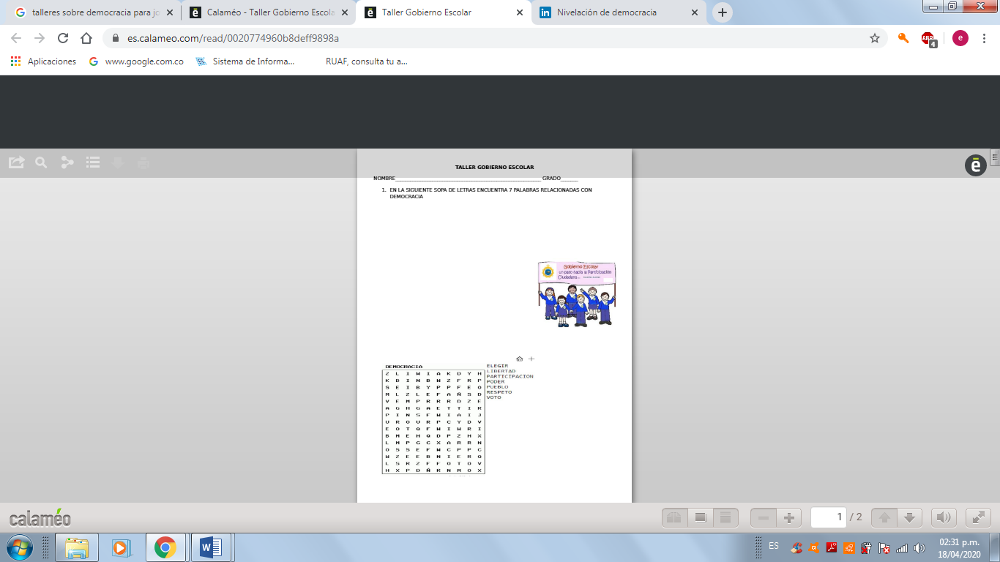 talleres sobre democracia para jo
Calaméo - Taller Gobierno Escola
Taller Gobierno Escolar
Nivelación de democracia
es.calameo.com/read/0020774960b8deff9898a
ABP
4
e
Aplicaciones
www.google.com.co
Sistema de Informa...
RUAF, consulta tu a...
TALLER GOBIERNO ESCOLAR
NOMBRE____________________ GRADO______
1. EN LA SIGUIENTE SOPA DE LETRAS ENCUENTRA 7 PALABRAS RELACIONADAS CON
DEMOCRACIA
Gobierno Escolar
un paso hacia la Participación
Ciudadana...
DEMOCRACIA
Z L I W I A K D Y H
K B I N B W Z F R P
S E I B Y P P F E O
M L Z L E F A Ñ S D
V E M P R R R D Z E
A G H G A E T T I R
P I N S F W I A I J
U R O U R P C Y D V
E O T Q F W I W R I
B M E H Q D P Z H X
L M P G C X A R R N
O S S E F W C P P C
W Z E E B N I E R Q
L S R Z F F O T O V
H X P D Ñ R N M O X
ELEGIR
LIBERTAD
PARTICIPACION
PODER
PUEBLO
RESPETO
VOTO
calaméo
1 / 2
ES
02:31 p.m.
18/04/2020